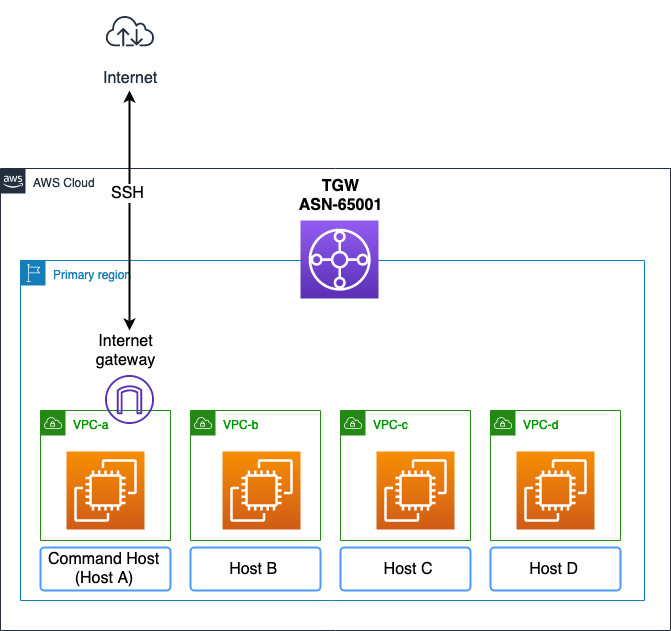 Internet
aws
AWS Cloud
SSH
TGW
ASN-65001
Primary region
Internet
gateway
VPC-a
VPC-b
VPC-c
VPC-d
Command Host
(Host A)
Host B
Host C
Host D